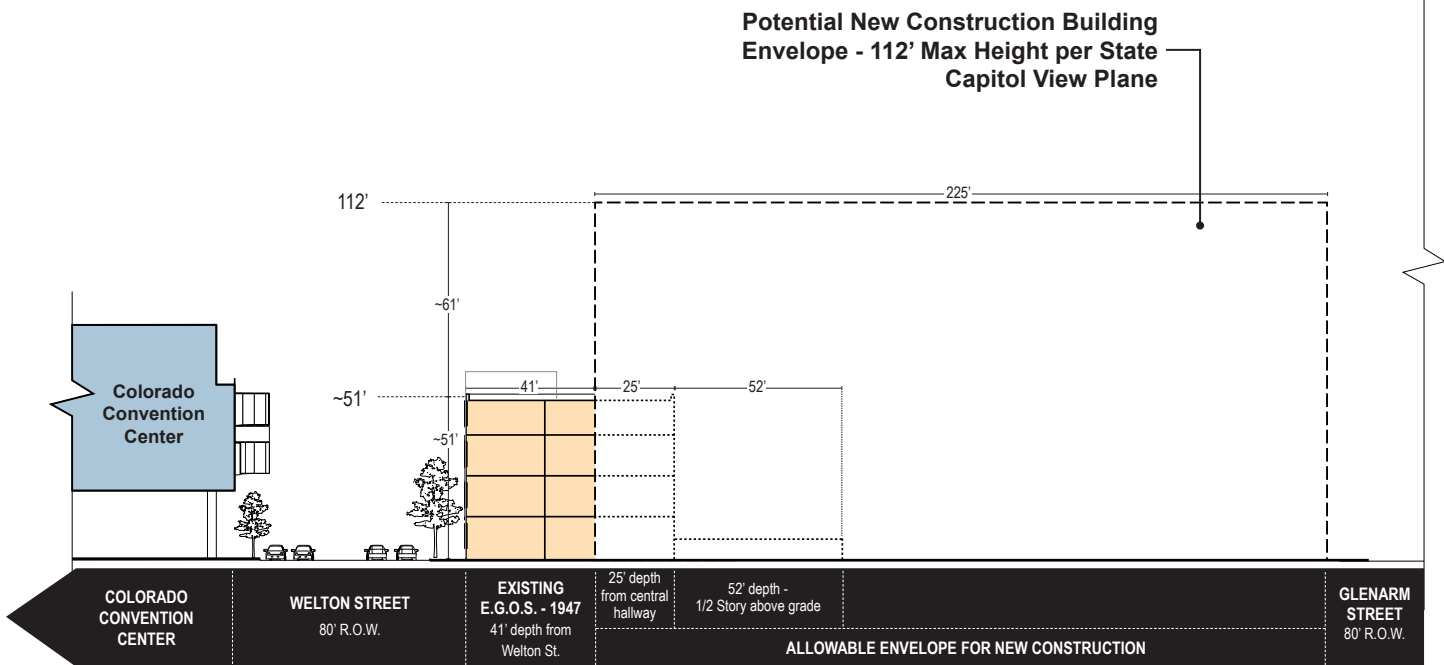 Potential New Construction Building
Envelope - 112’ Max Height per State
Capitol View Plane
112’
225’
~61’
~51’
41’
25’
52’
~51’
Colorado
Convention
Center
COLORADO
CONVENTION
CENTER
WELTON STREET
80’ R.O.W.
EXISTING
E.G.O.S. - 1947
41’ depth from
Welton St.
25’ depth
from central
hallway
52’ depth -
1/2 Story above grade
ALLOWABLE ENVELOPE FOR NEW CONSTRUCTION
GLENARM
STREET
80’ R.O.W.